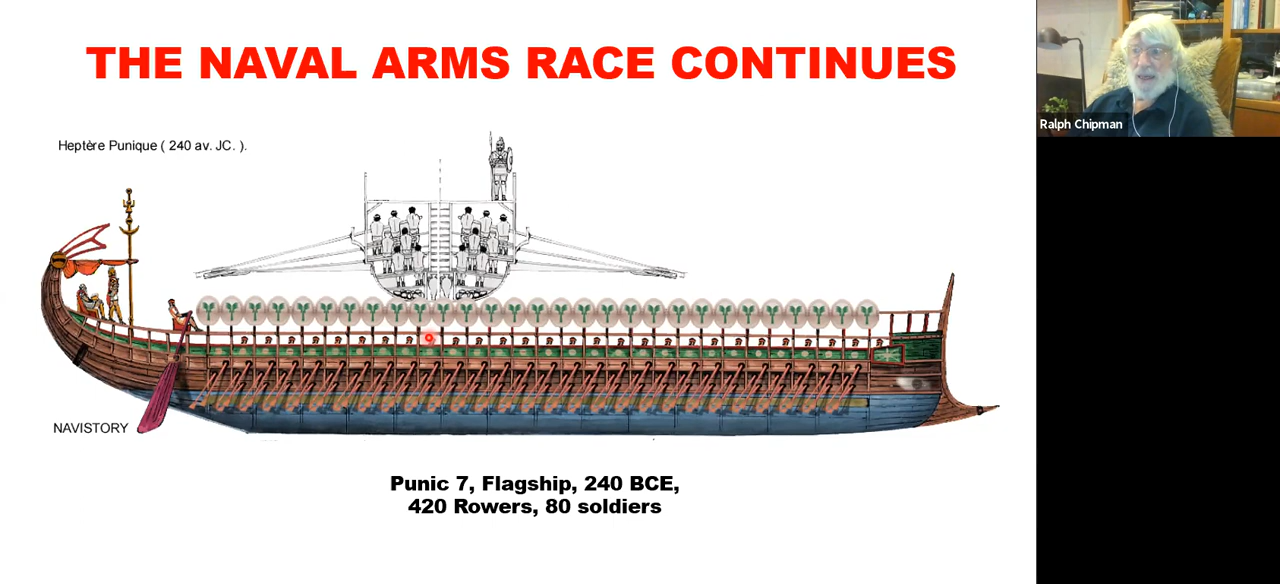 THE NAVAL ARMS RACE CONTINUES
Ralph Chipman
Heptère Punique ( 240 av. JC. ).
NAVISTORY
Punic 7, Flagship, 240 BCE,
420 Rowers, 80 soldiers